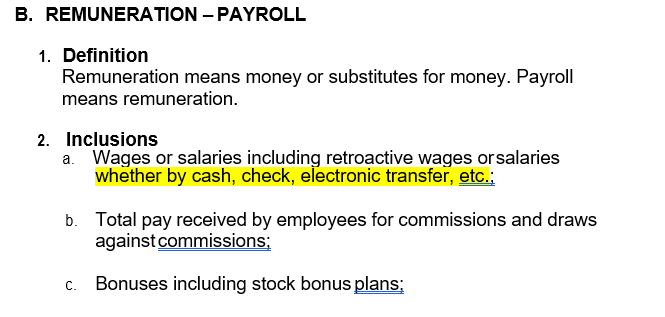 B. REMUNERATION – PAYROLL
1. Definition
Remuneration means money or substitutes for money. Payroll
means remuneration.
2. Inclusions
a. Wages or salaries including retroactive wages orsalaries
whether by cash, check, electronic transfer, etc.;
b. Total pay received by employees for commissions and draws
against commissions;
c. Bonuses including stock bonus plans;